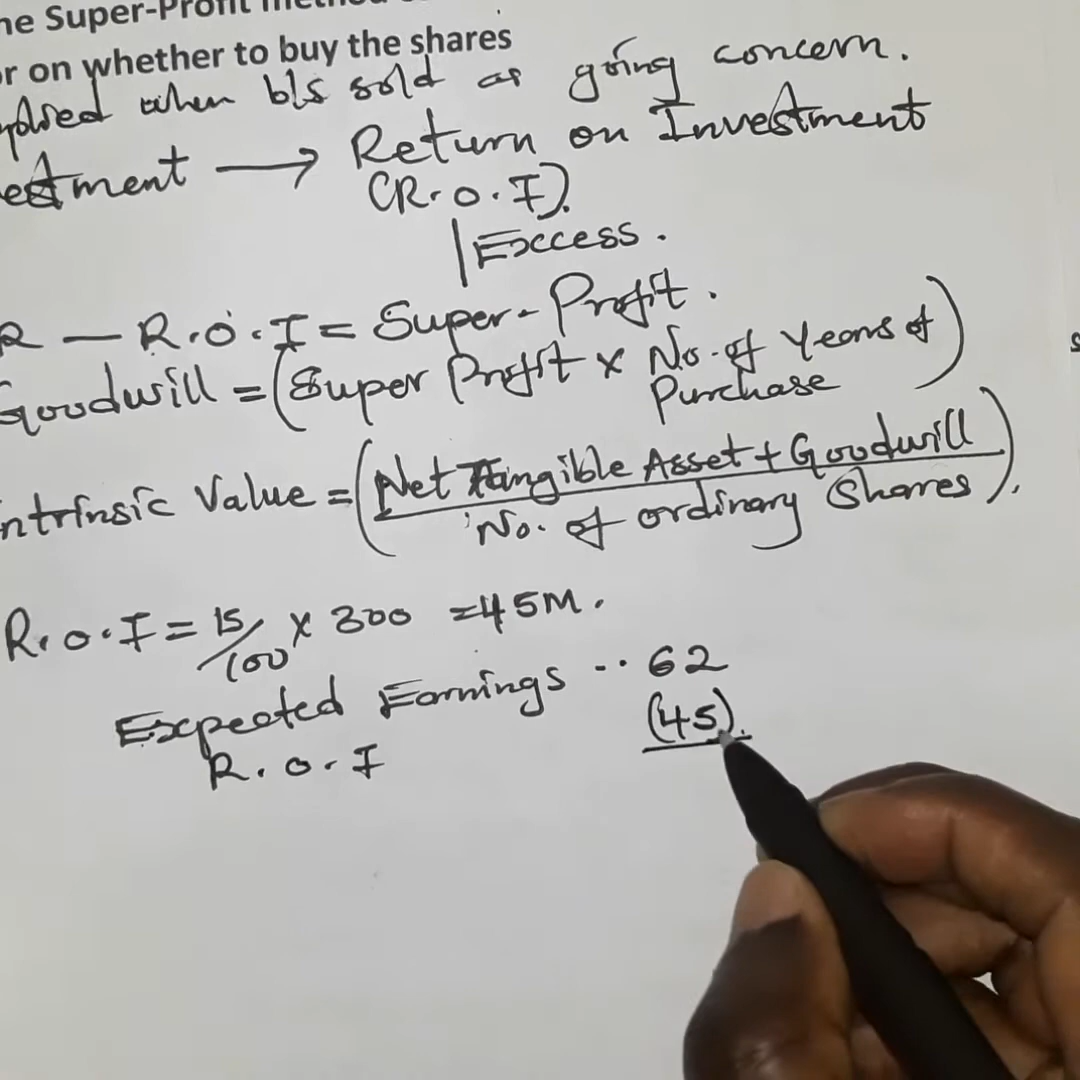 he Super-Profit method
r on whether to buy the shares
when b/s sold as going concern.
estment → Return on Investment
(R.O.I).
Excess.
R — R.O.I = Super-Profit.
Goodwill = (Super Profit x No. of Years of
Purchase)
Intrinsic Value = (Net Tangible Asset + Goodwill
No. of ordinary Shares).
R.O.I = 15/100 x 300 = 45M.
Expected Earnings .. 62
R.O.I (45).